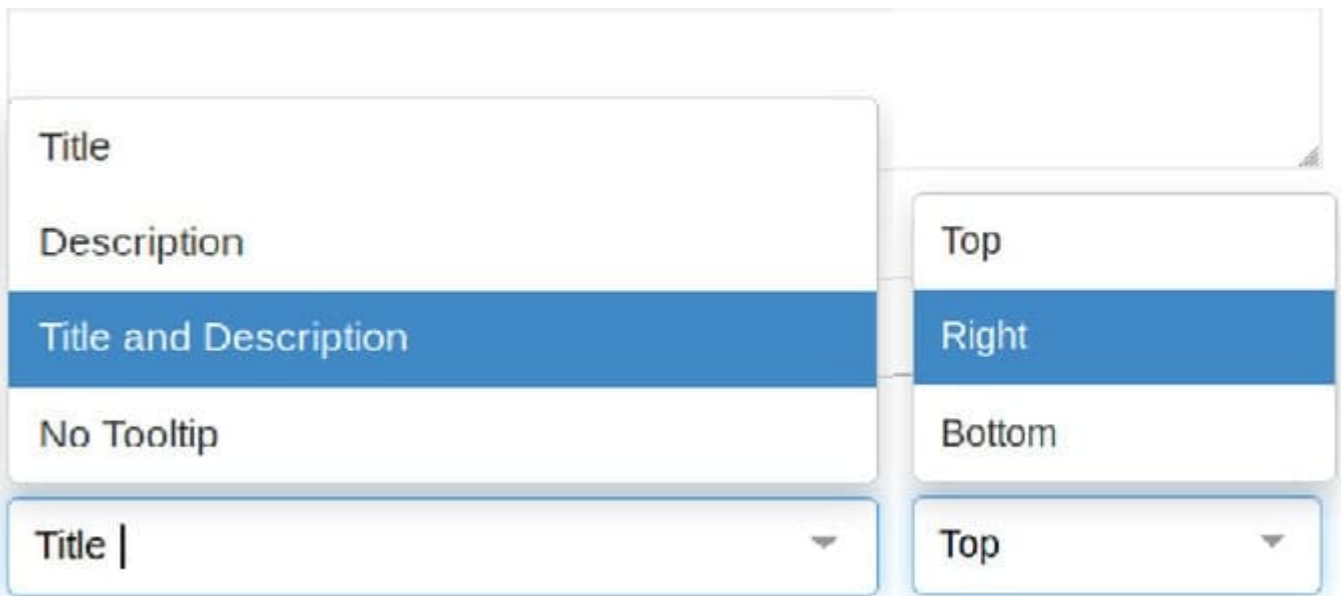 Title
Description
Title and Description
No Tooltip
Title
Top
Right
Bottom
Top